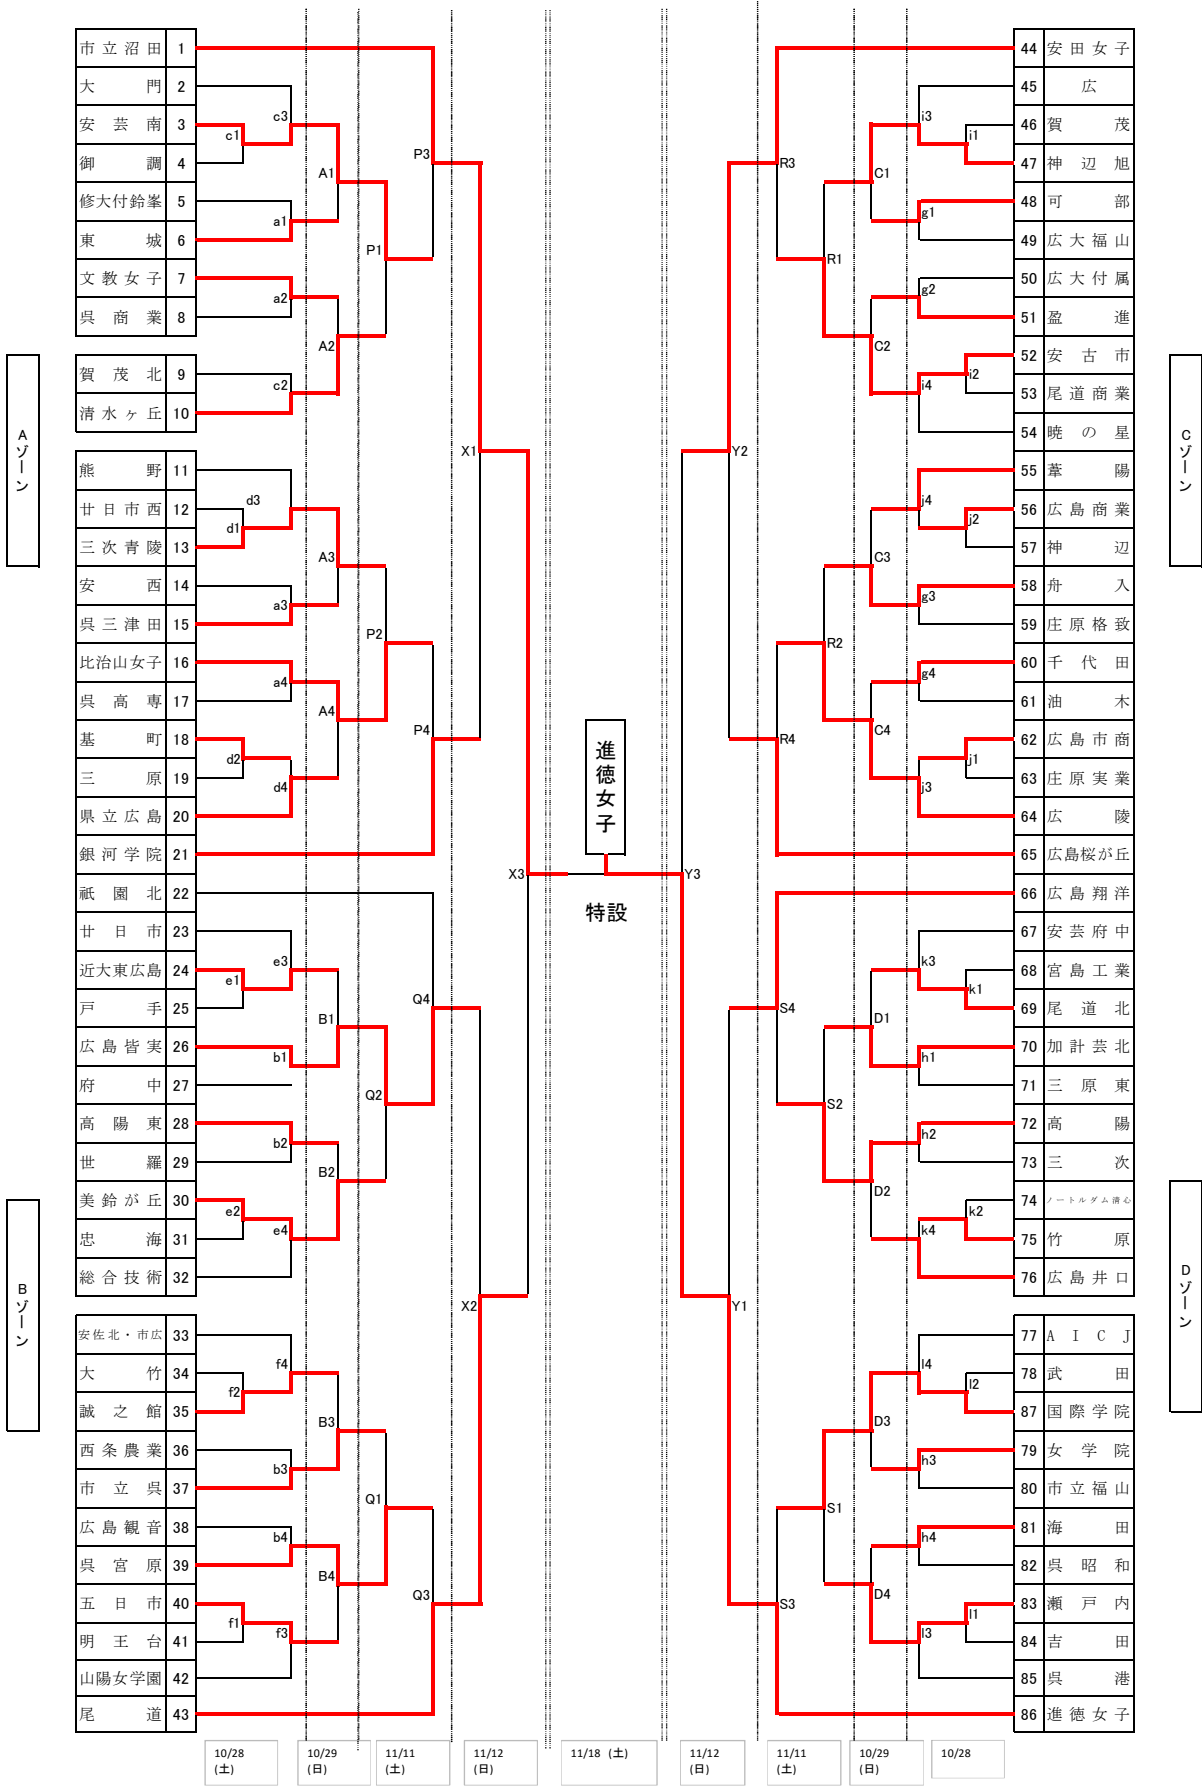 市立沼田 1
大門 2
安芸南 3
御調 4
修大付鈴峯 5
東城 6
文教女子 7
呉商業 8
賀茂北 9
清水ヶ丘 10
熊野 11
廿日市西 12
三次青陵 13
安西 14
呉三津田 15
比治山女子 16
呉高専 17
基町 18
三原 19
県立広島 20
銀河学院 21
祇園北 22
廿日市 23
近大東広島 24
戸手 25
広島皆実 26
府中 27
高陽東 28
世羅 29
美鈴が丘 30
忠海 31
総合技術 32
安佐北・市広 33
大竹 34
誠之館 35
西条農業 36
市立呉 37
広島観音 38
呉宮原 39
五日市 40
明王台 41
山陽女学園 42
尾道 43
Aゾーン
Bゾーン
c3
c1
A1
a1
P3
P1
a2
A2
c2
X1
d3
d1
A3
a3
P2
a4
A4
P4
d2
d4
X3
e3
e1
Q4
B1
b1
Q2
b2
B2
e2
e4
X2
f4
f2
B3
b3
Q1
b4
B4
Q3
f1
f3
進徳女子
特設
R3
i3
i1
C1
g1
R1
g2
C2
i2
i4
Y2
j4
j2
C3
g3
R2
g4
C4
R4
j1
j3
Y3
k3
k1
S4
D1
h1
S2
h2
D2
k2
k4
Y1
l4
l2
D3
h3
S1
h4
D4
S3
l1
l3
44 安田女子
45 広
46 賀茂
47 神辺旭
48 可部
49 広大福山
50 広大付属
51 盈進
52 安古市
53 尾道商業
54 暁の星
55 葦陽
56 広島商業
57 神辺
58 舟入
59 庄原格致
60 千代田
61 油木
62 広島市商
63 庄原実業
64 広陵
65 広島桜が丘
66 広島翔洋
67 安芸府中
68 宮島工業
69 尾道北
70 加計芸北
71 三原東
72 高陽
73 三次
74 ノートルダム清心
75 竹原
76 広島井口
77 AICJ
78 武田
87 国際学院
79 女学院
80 市立福山
81 海田
82 呉昭和
83 瀬戸内
84 吉田
85 呉港
86 進徳女子
Cゾーン
Dゾーン
10/28
(土)
10/29
(日)
11/11
(土)
11/12
(日)
11/18 (土)
11/12
(日)
11/11
(土)
10/29
(日)
10/28